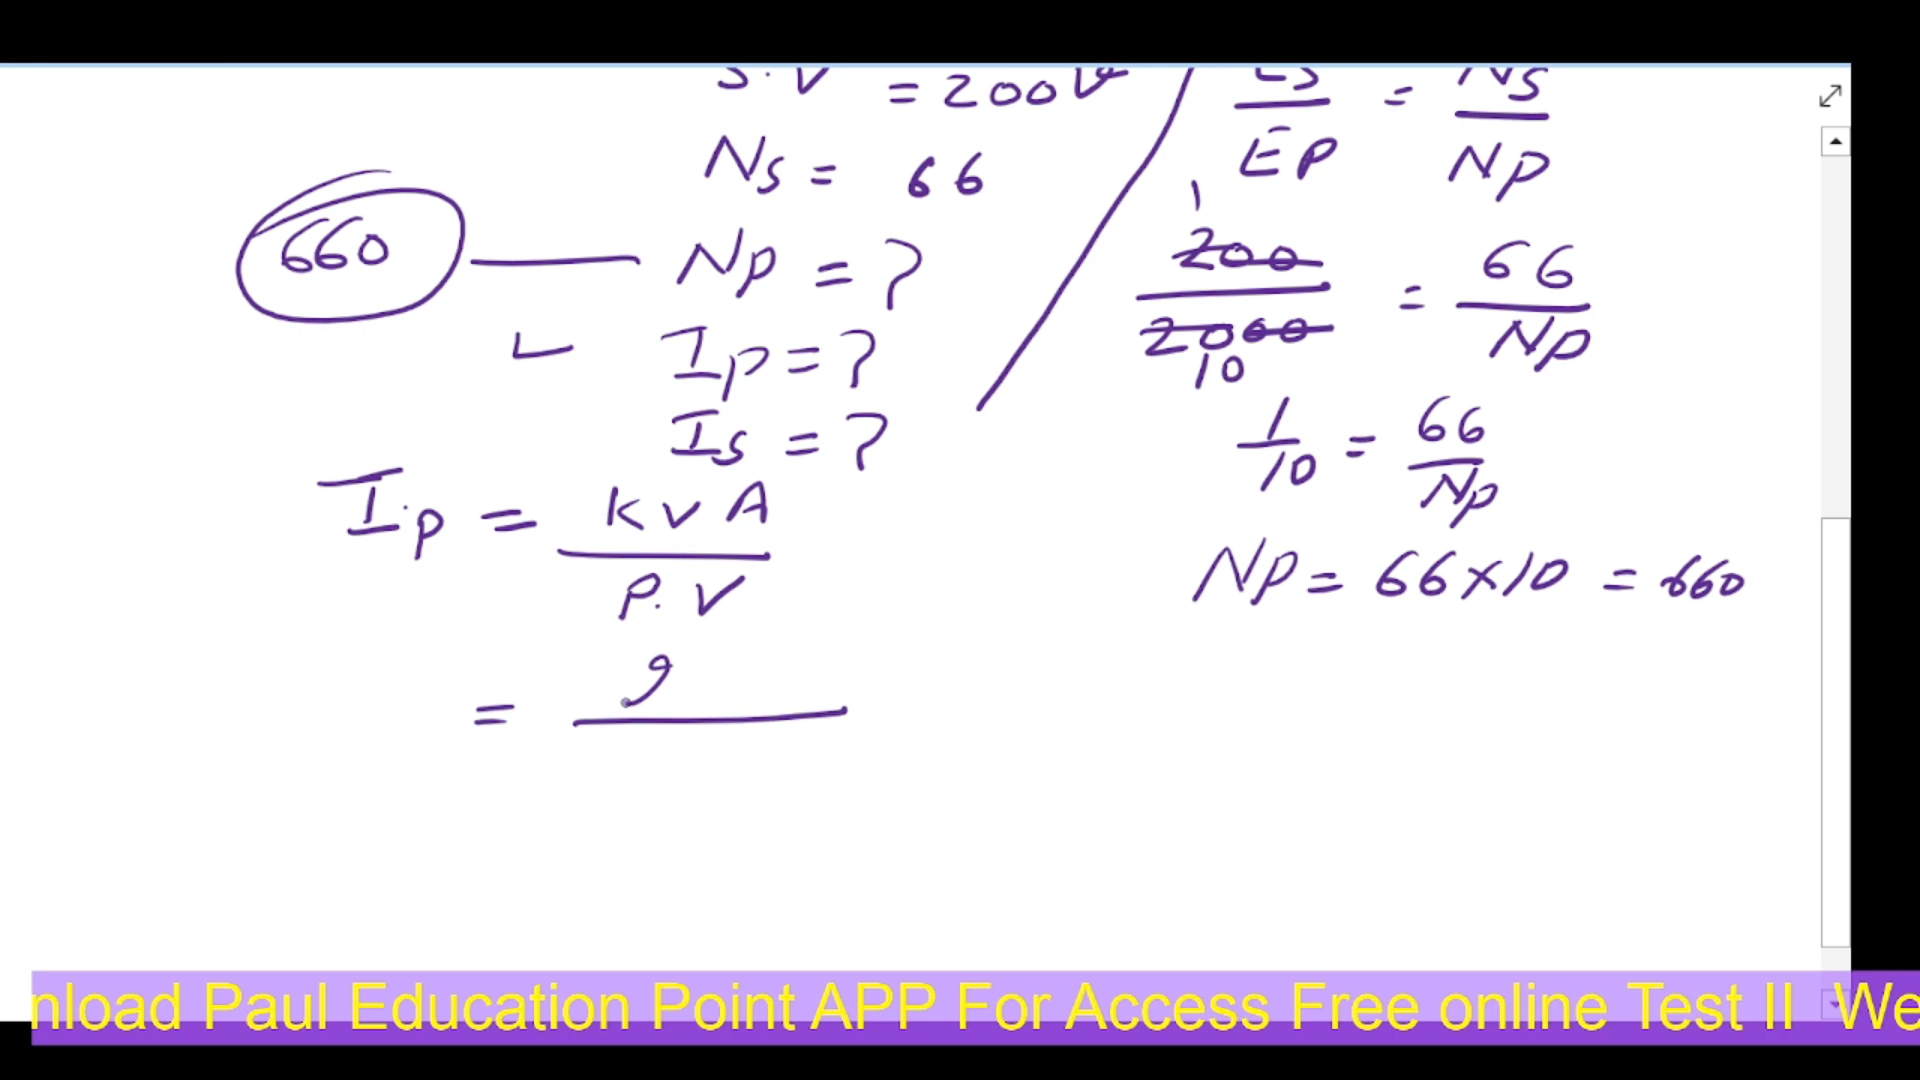 S.V = 200V
Ns = 66
660 — Np = ?
Ip = ?
Is = ?
Ip = KVA / P.V
= 9
Es / Ep = Ns / Np
1
200 / 2000 = 66 / Np
10
1/10 = 66 / Np
Np = 66 × 10 = 660
nload Paul Education Point APP For Access Free online Test II We